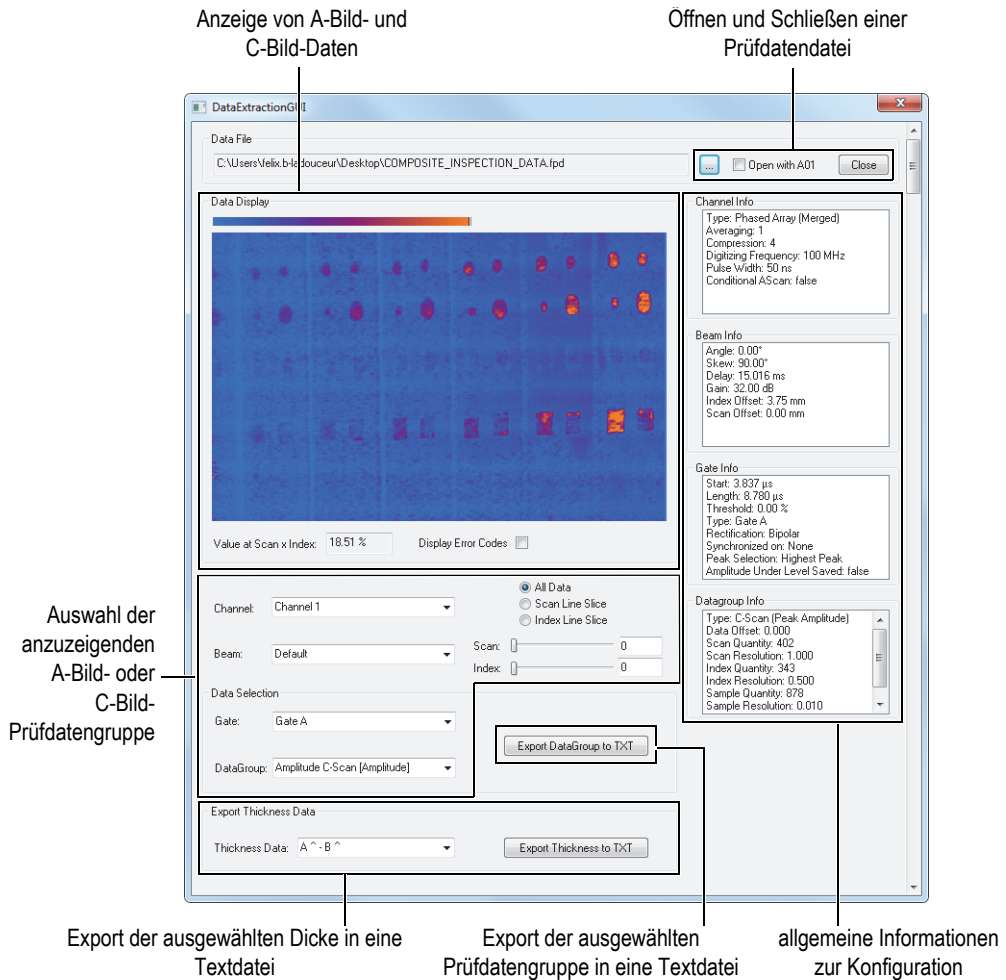 Anzeige von A-Bild- und
C-Bild-Daten
Öffnen und Schließen einer
Prüfdatendatei
DataExtractionGUI
Data File
C:\Users\felix.b-ladouceur\Desktop\COMPOSITE_INSPECTION_DATA.fpd
...
Open with A01
Close
Data Display
Value at Scan x Index:
18.51 %
Display Error Codes
Channel Info
Type: Phased Array (Merged)
Averaging: 1
Compression: 4
Digitizing Frequency: 100 MHz
Pulse Width: 50 ns
Conditional AScan: false
Beam Info
Angle: 0.00°
Skew: 90.00°
Delay: 15.016 ms
Gain: 32.00 dB
Index Offset: 3.75 mm
Scan Offset: 0.00 mm
Gate Info
Start: 3.837 µs
Length: 8.780 µs
Threshold: 0.00 %
Type: Gate A
Rectification: Bipolar
Synchronized on: None
Peak Selection: Highest Peak
Amplitude Under Level Saved: false
Datagroup Info
Type: C-Scan (Peak Amplitude)
Data Offset: 0.000
Scan Quantity: 402
Scan Resolution: 1.000
Index Quantity: 343
Index Resolution: 0.500
Sample Quantity: 878
Sample Resolution: 0.010
Auswahl der
anzuzeigenden
A-Bild- oder
C-Bild-
Prüfdatengruppe
Channel:
Channel 1
Beam:
Default
All Data
Scan Line Slice
Index Line Slice
Scan:
0
Index:
0
Data Selection
Gate:
Gate A
DataGroup:
Amplitude C-Scan [Amplitude]
Export DataGroup to TXT
Export Thickness Data
Thickness Data:
A ^ - B ^
Export Thickness to TXT
Export der ausgewählten Dicke in eine
Textdatei
Export der ausgewählten
Prüfdatengruppe in eine Textdatei
allgemeine Informationen
zur Konfiguration